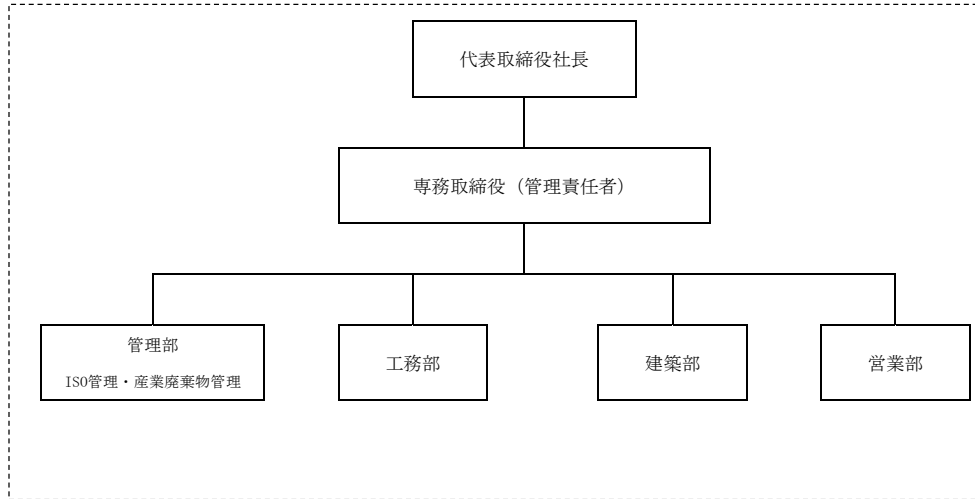 代表取締役社長
専務取締役（管理責任者）
管理部
ISO管理・産業廃棄物管理
工務部
建築部
営業部